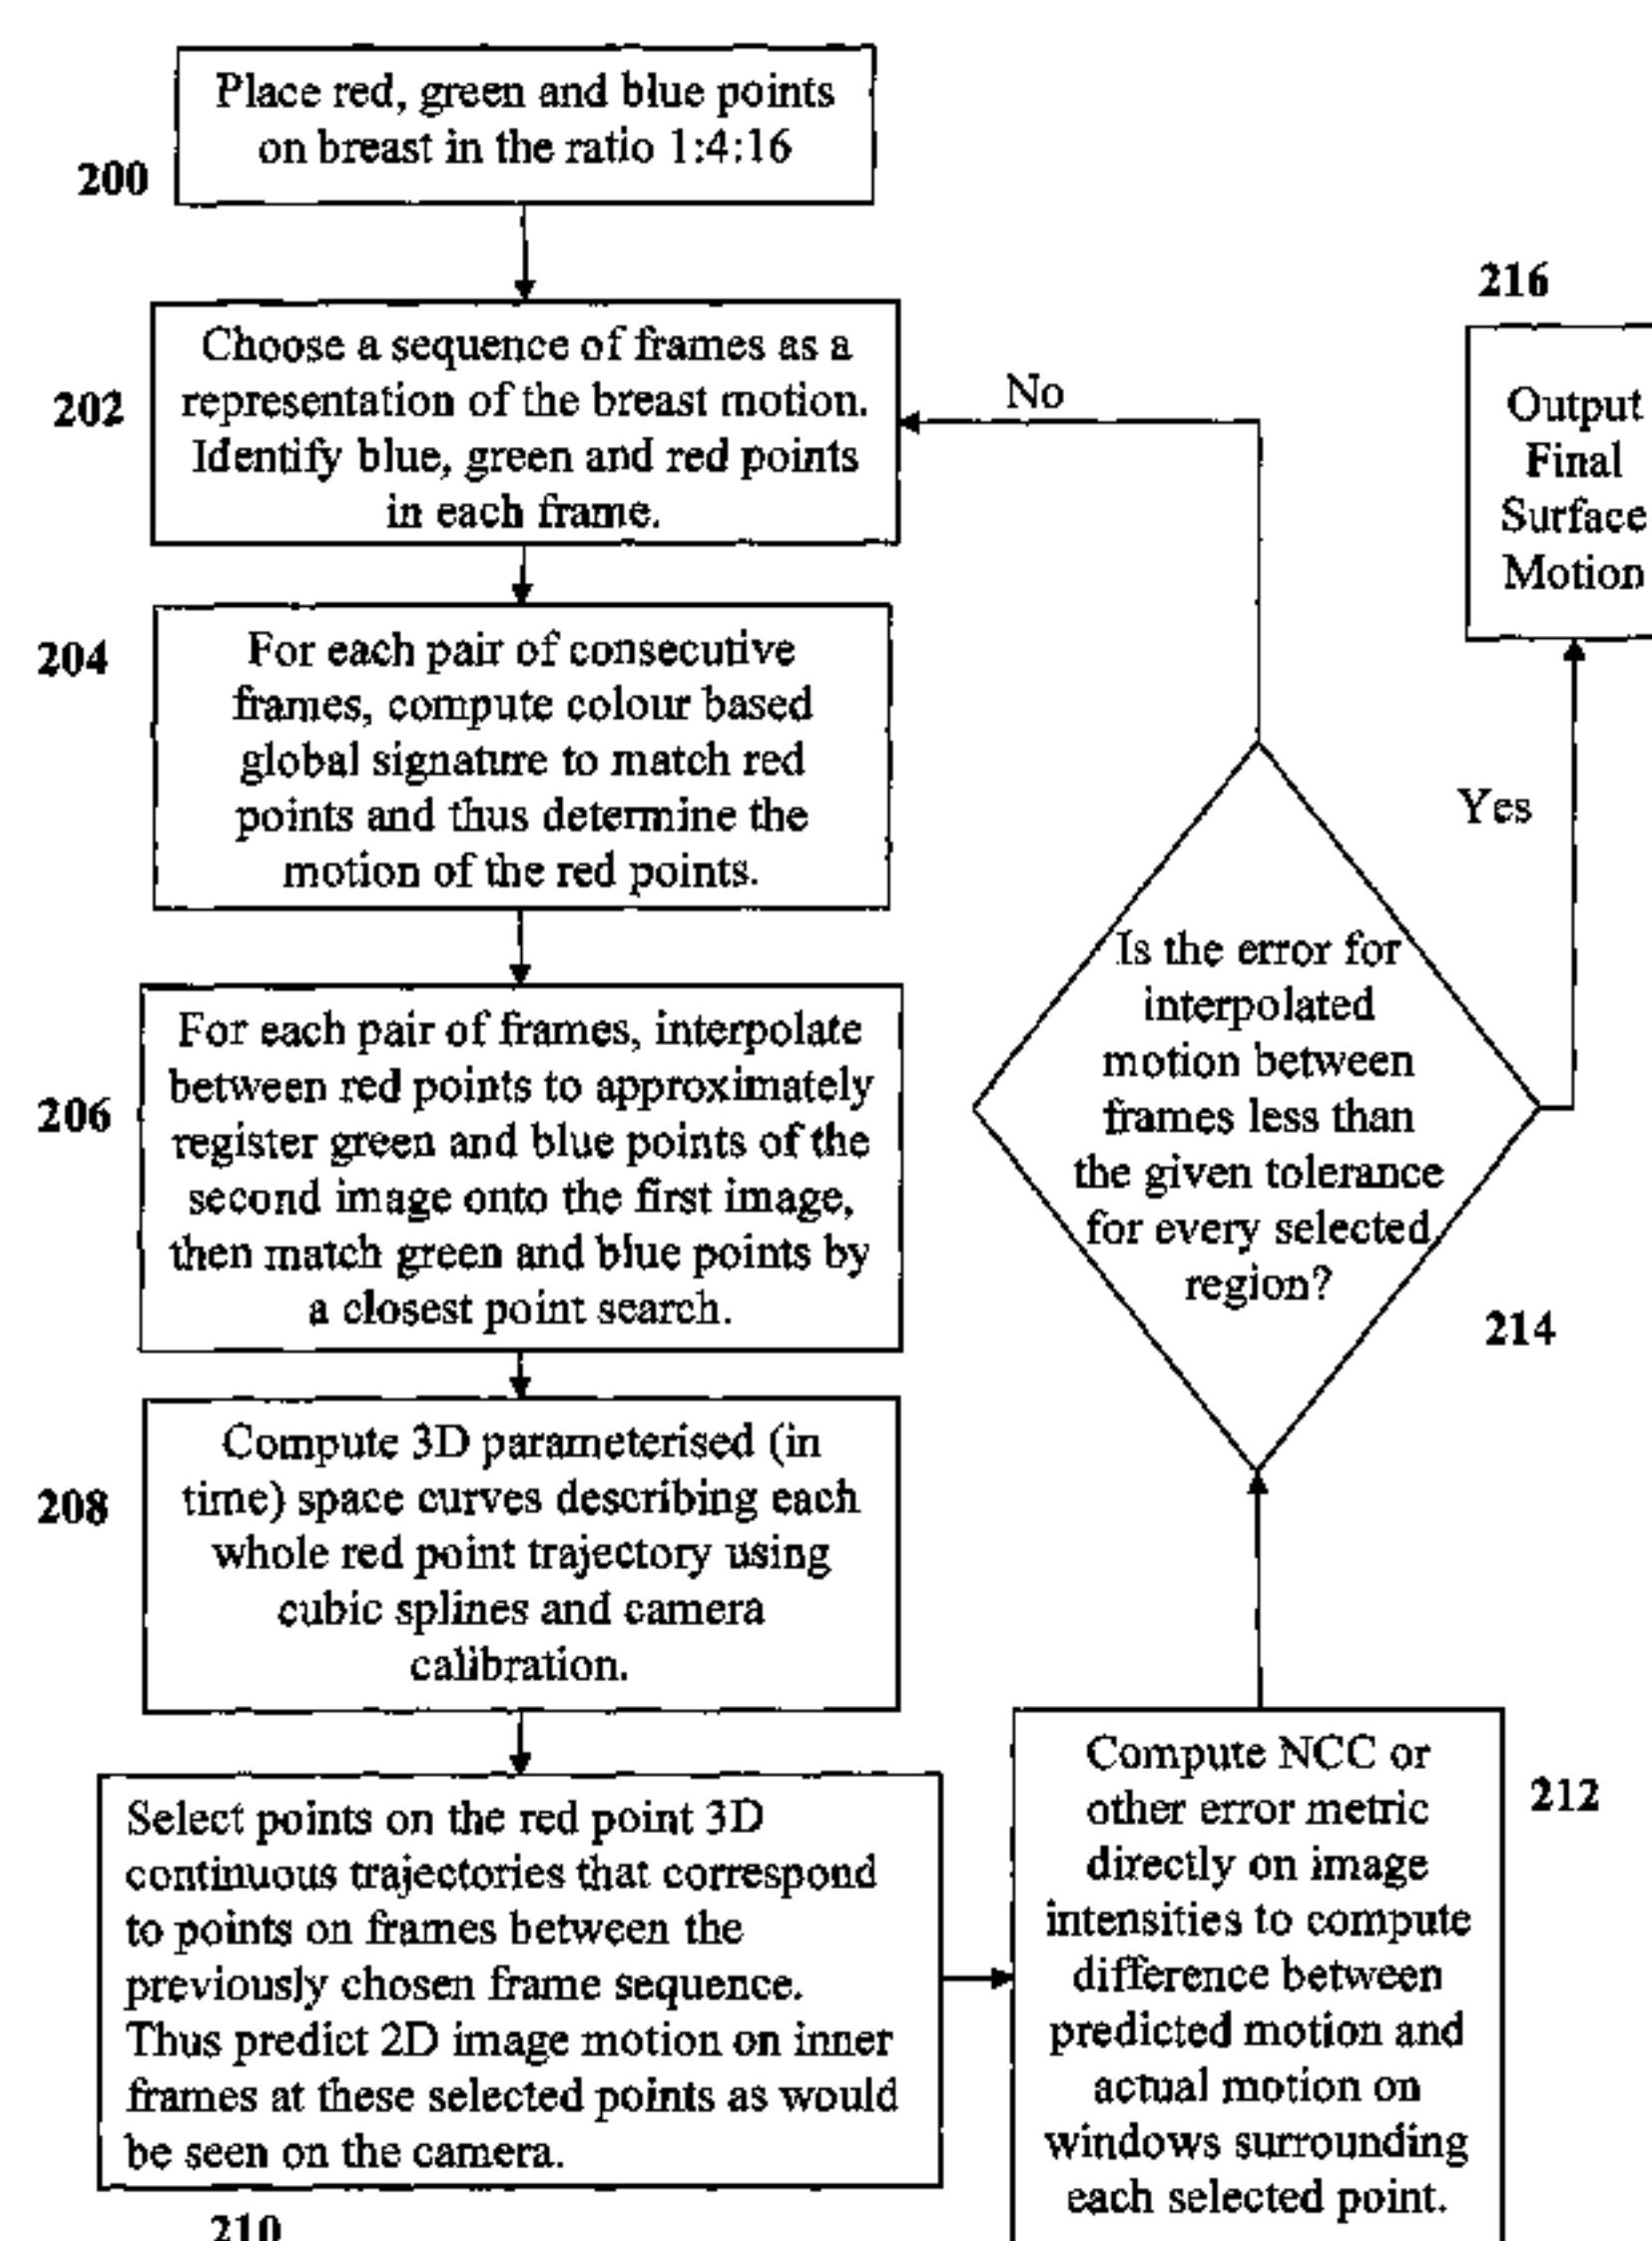 Place red, green and blue points
on breast in the ratio 1:4:16
200
Choose a sequence of frames as a
representation of the breast motion.
Identify blue, green and red points
in each frame.
202
For each pair of consecutive
frames, compute colour based
global signature to match red
points and thus determine the
motion of the red points.
204
For each pair of frames, interpolate
between red points to approximately
register green and blue points of the
second image onto the first image,
then match green and blue points by
a closest point search.
206
Compute 3D parameterised (in
time) space curves describing each
whole red point trajectory using
cubic splines and camera
calibration.
208
Select points on the red point 3D
continuous trajectories that correspond
to points on frames between the
previously chosen frame sequence.
Thus predict 2D image motion on inner
frames at these selected points as would
be seen on the camera.
210
Compute NCC or
other error metric
directly on image
intensities to compute
difference between
predicted motion and
actual motion on
windows surrounding
each selected point.
212
Is the error for
interpolated
motion between
frames less than
the given tolerance
for every selected
region?
214
No
Yes
216
Output
Final
Surface
Motion